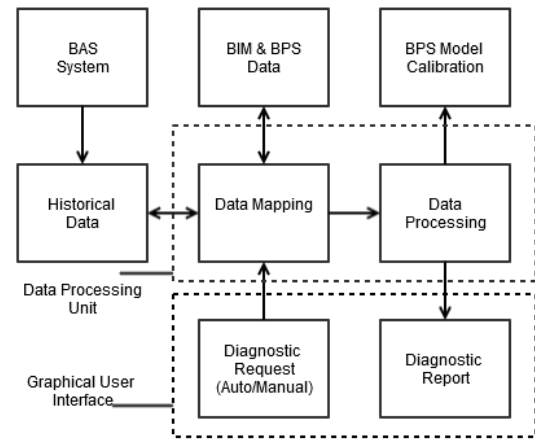 BAS
System
BIM & BPS
Data
BPS Model
Calibration
Historical
Data
Data Mapping
Data
Processing
Data Processing
Unit
Diagnostic
Request
(Auto/Manual)
Diagnostic
Report
Graphical User
Interface